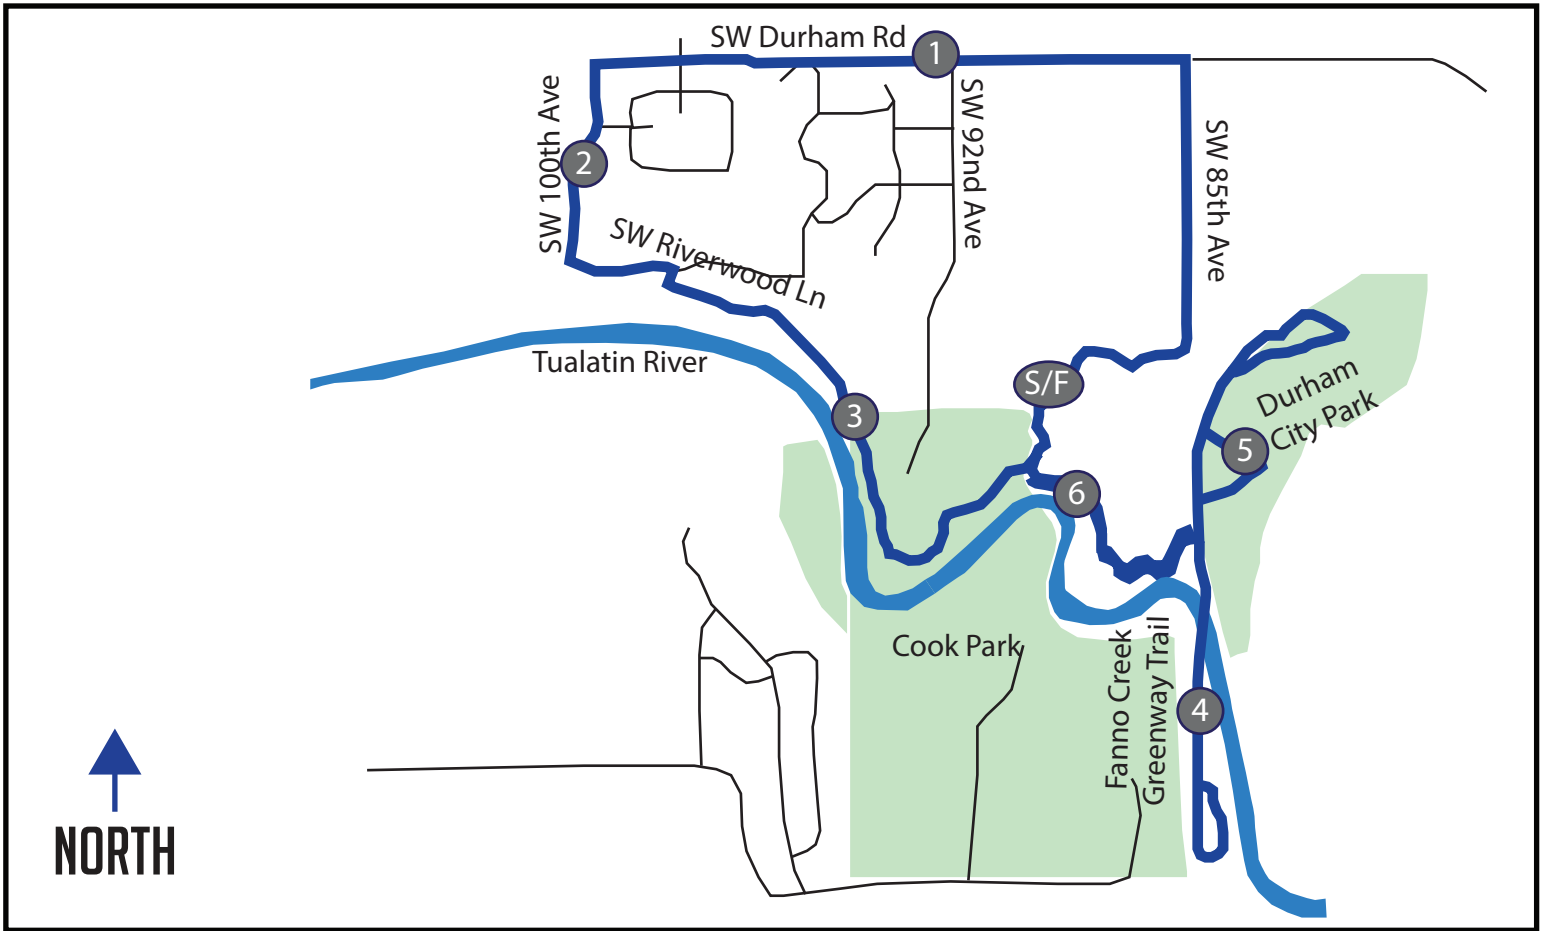 SW Durham Rd
1
SW 100th Ave
2
SW 92nd Ave
SW 85th Ave
SW Riverwood Ln
Tualatin River
S/F
3
Durham
City Park
5
6
Cook Park
Fanno Creek
Greenway Trail
4
NORTH